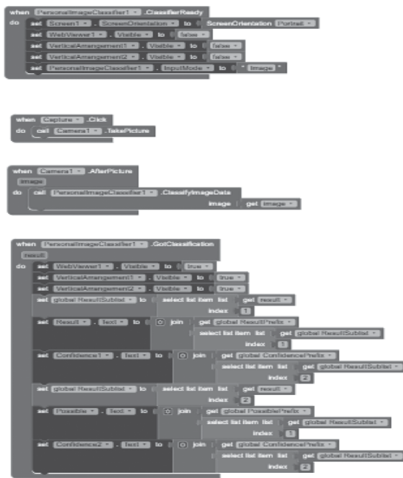 when PersonalImageClassifier1 .ClassifierReady
do set Screen1 . ScreenOrientation to ScreenOrientation Portrait
set WebViewer1 . Visible to false
set VerticalArrangement1 . Visible to false
set VerticalArrangement2 . Visible to false
set PersonalImageClassifier1 . InputMode to " Image "
when Capture .Click
do call Camera1 .TakePicture
when Camera1 .AfterPicture
image
do call PersonalImageClassifier1 .ClassifyImageData
image get image
when PersonalImageClassifier1 .GotClassification
result
do set WebViewer1 . Visible to true
set VerticalArrangement1 . Visible to true
set VerticalArrangement2 . Visible to true
set global ResultSublist to select list item list get result
index 1
set Result . Text to join get global ResultPrefix
select list item list get global ResultSublist
index 1
set Confidence1 . Text to join get global ConfidencePrefix
select list item list get global ResultSublist
index 2
set global ResultSublist to select list item list get result
index 2
set Possible . Text to join get global PossiblePrefix
select list item list get global ResultSublist
index 1
set Confidence2 . Text to join get global ConfidencePrefix
select list item list get global ResultSublist
index 2